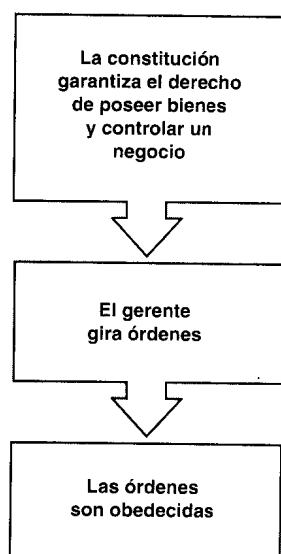 La constitución
garantiza el derecho
de poseer bienes
y controlar un
negocio
El gerente
gira órdenes
Las órdenes
son obedecidas